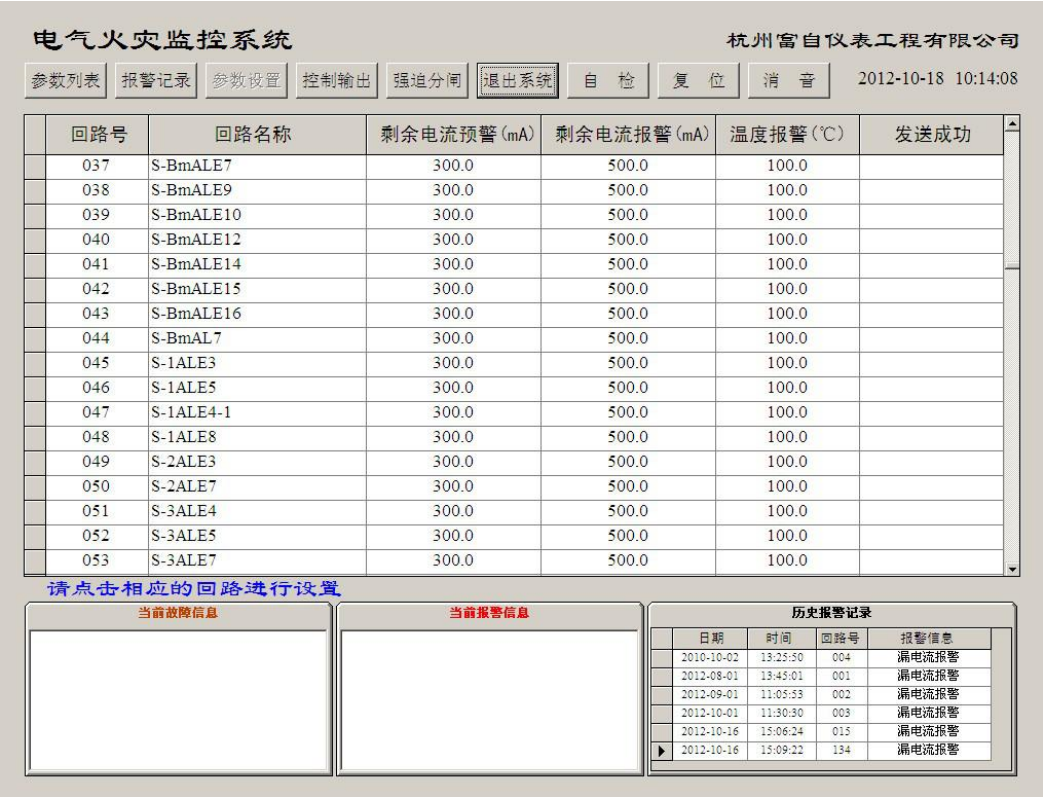 电气火灾监控系统 杭州富自仪表工程有限公司
参数列表 报警记录 参数设置 控制输出 强迫分闸 退出系统 自 检 复 位 消 音 2012-10-18 10:14:08
回路号 回路名称 剩余电流预警(mA) 剩余电流报警(mA) 温度报警(℃) 发送成功
037 S-BmALE7 300.0 500.0 100.0
038 S-BmALE9 300.0 500.0 100.0
039 S-BmALE10 300.0 500.0 100.0
040 S-BmALE12 300.0 500.0 100.0
041 S-BmALE14 300.0 500.0 100.0
042 S-BmALE15 300.0 500.0 100.0
043 S-BmALE16 300.0 500.0 100.0
044 S-BmAL7 300.0 500.0 100.0
045 S-1ALE3 300.0 500.0 100.0
046 S-1ALE5 300.0 500.0 100.0
047 S-1ALE4-1 300.0 500.0 100.0
048 S-1ALE8 300.0 500.0 100.0
049 S-2ALE3 300.0 500.0 100.0
050 S-2ALE7 300.0 500.0 100.0
051 S-3ALE4 300.0 500.0 100.0
052 S-3ALE5 300.0 500.0 100.0
053 S-3ALE7 300.0 500.0 100.0
请点击相应的回路进行设置
当前故障信息 当前报警信息 历史报警记录
日期 时间 回路号 报警信息
2010-10-02 13:25:50 004 漏电流报警
2012-08-01 13:45:01 001 漏电流报警
2012-09-01 11:05:53 002 漏电流报警
2012-10-01 11:30:30 003 漏电流报警
2012-10-16 15:06:24 015 漏电流报警
2012-10-16 15:09:22 134 漏电流报警